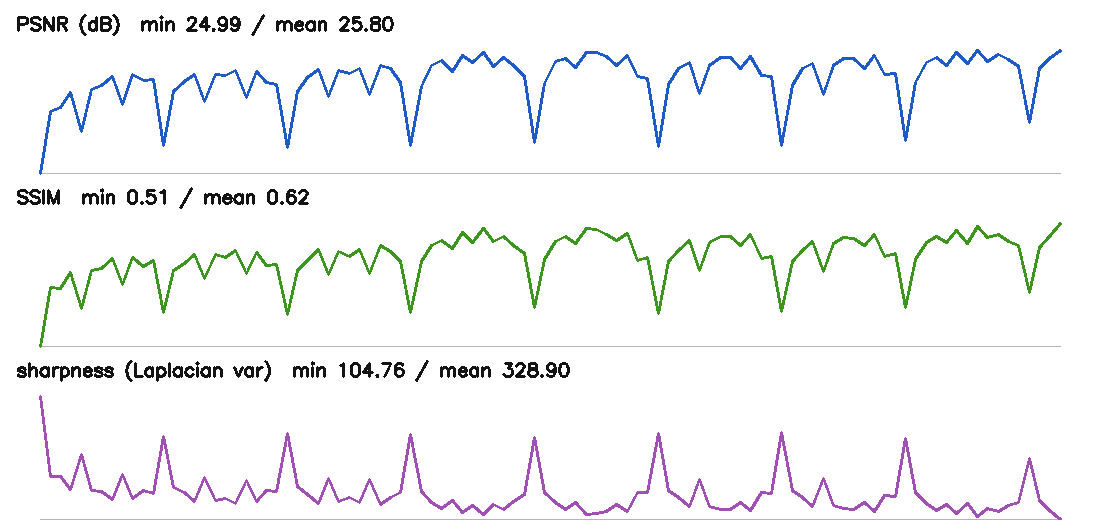 PSNR (dB)  min 24.99 / mean 25.80
SSIM  min 0.51 / mean 0.62
sharpness (Laplacian var)  min 104.76 / mean 328.90